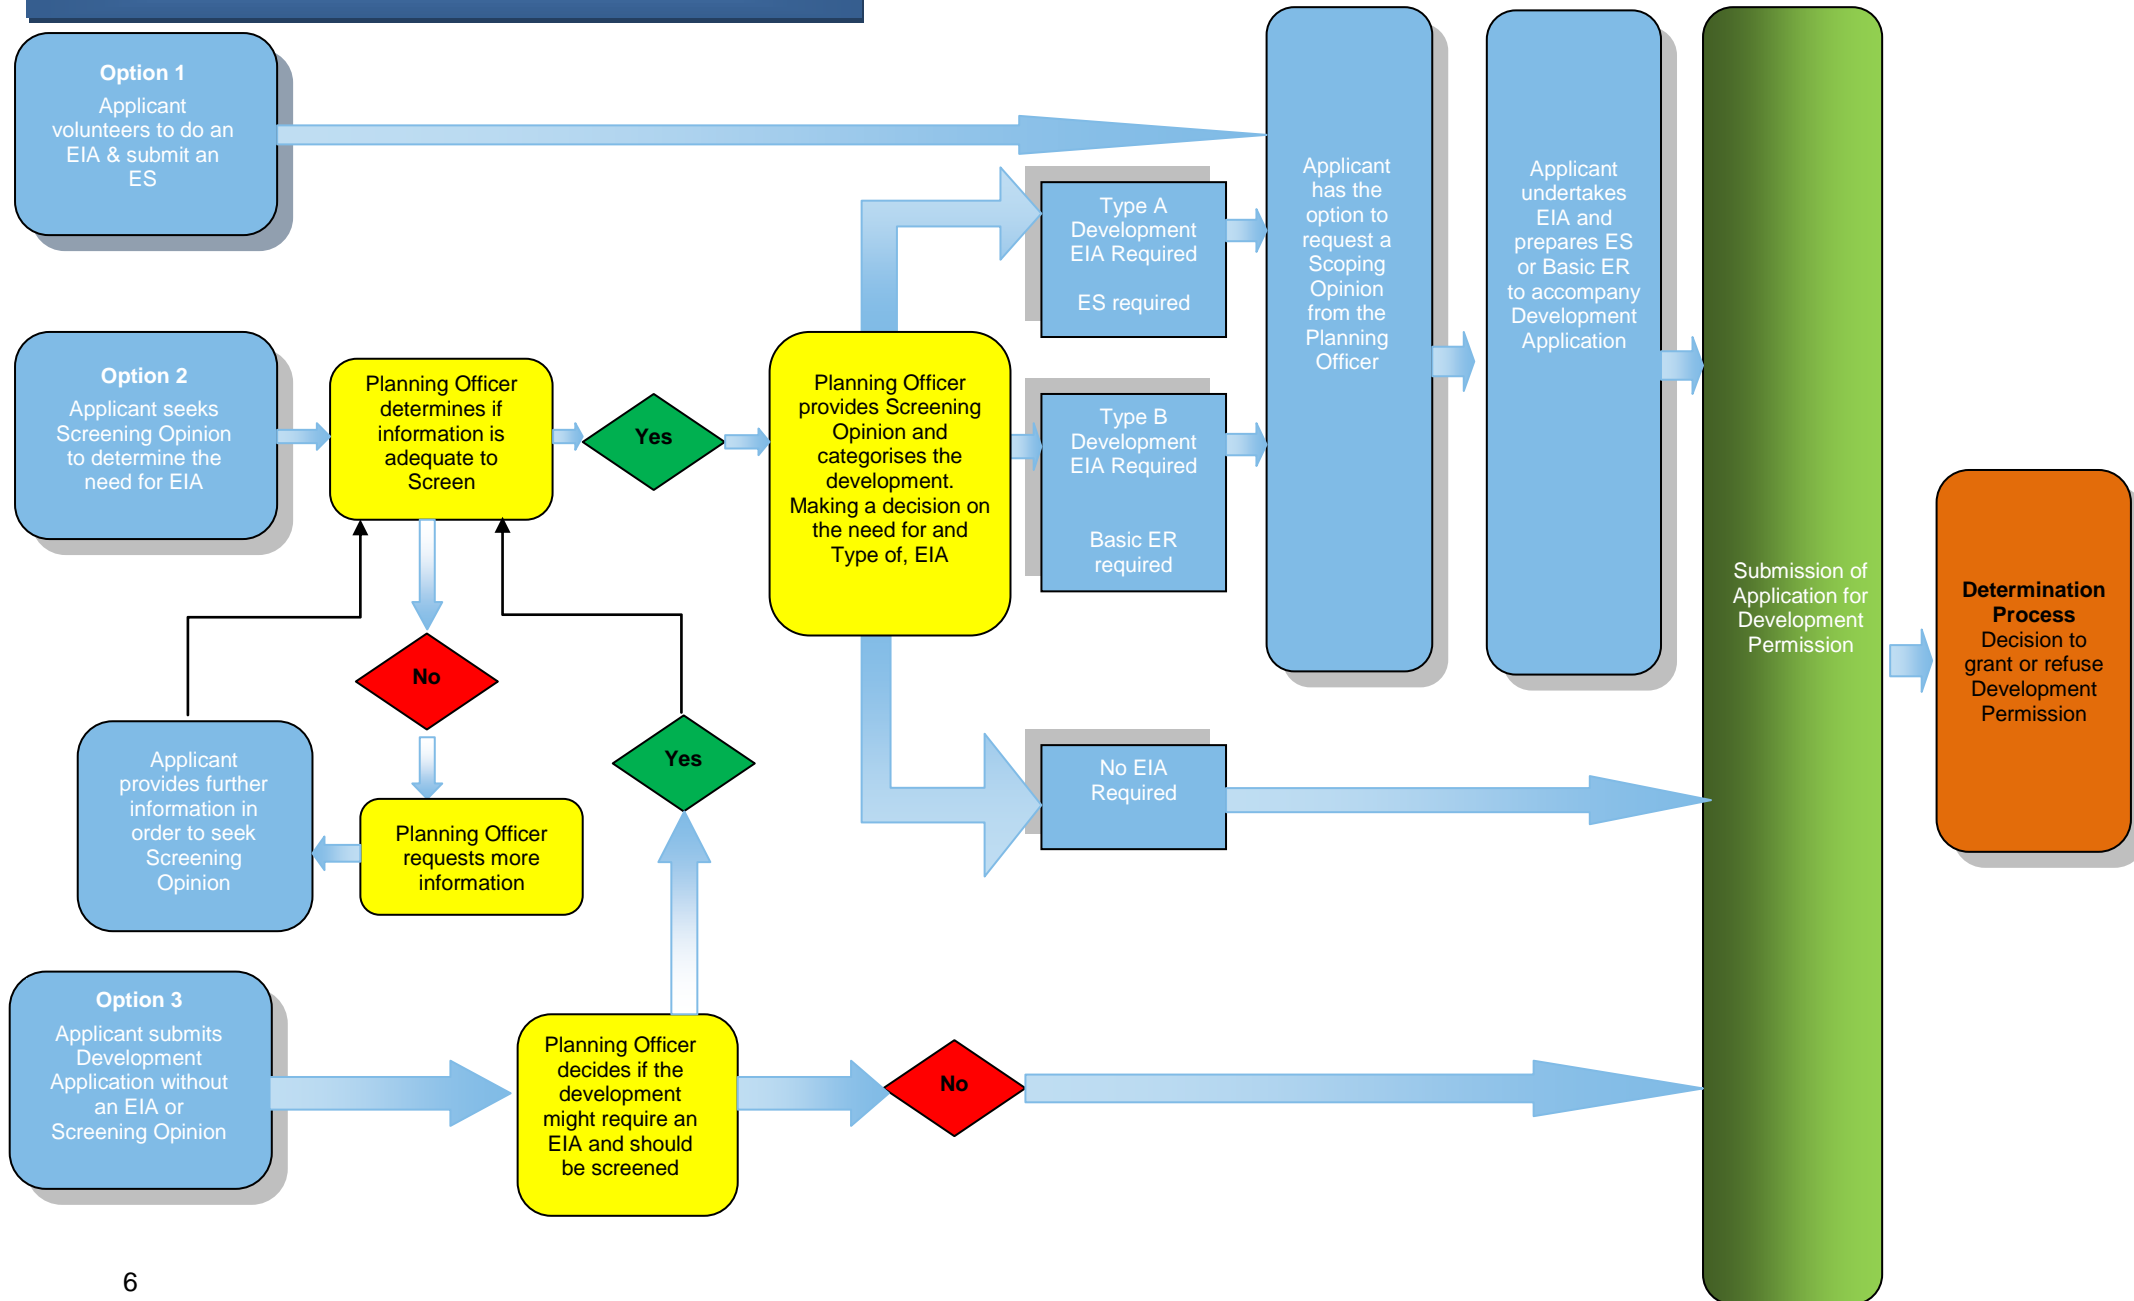 Option 1
Applicant
volunteers to do an
EIA & submit an
ES
Option 2
Applicant seeks
Screening Opinion
to determine the
need for EIA
Planning Officer
determines if
information is
adequate to
Screen
Yes
Planning Officer
provides Screening
Opinion and
categorises the
development.
Making a decision on
the need for and
Type of, EIA
Type A
Development
EIA Required
ES required
Type B
Development
EIA Required
Basic ER
required
No EIA
Required
Applicant
has the
option to
request a
Scoping
Opinion
from the
Planning
Officer
Applicant
undertakes
EIA and
prepares ES
or Basic ER
to accompany
Development
Application
Submission of
Application for
Development
Permission
Determination
Process
Decision to
grant or refuse
Development
Permission
No
Planning Officer
requests more
information
Applicant
provides further
information in
order to seek
Screening
Opinion
Yes
Option 3
Applicant submits
Development
Application without
an EIA or
Screening Opinion
Planning Officer
decides if the
development
might require an
EIA and should
be screened
No
6